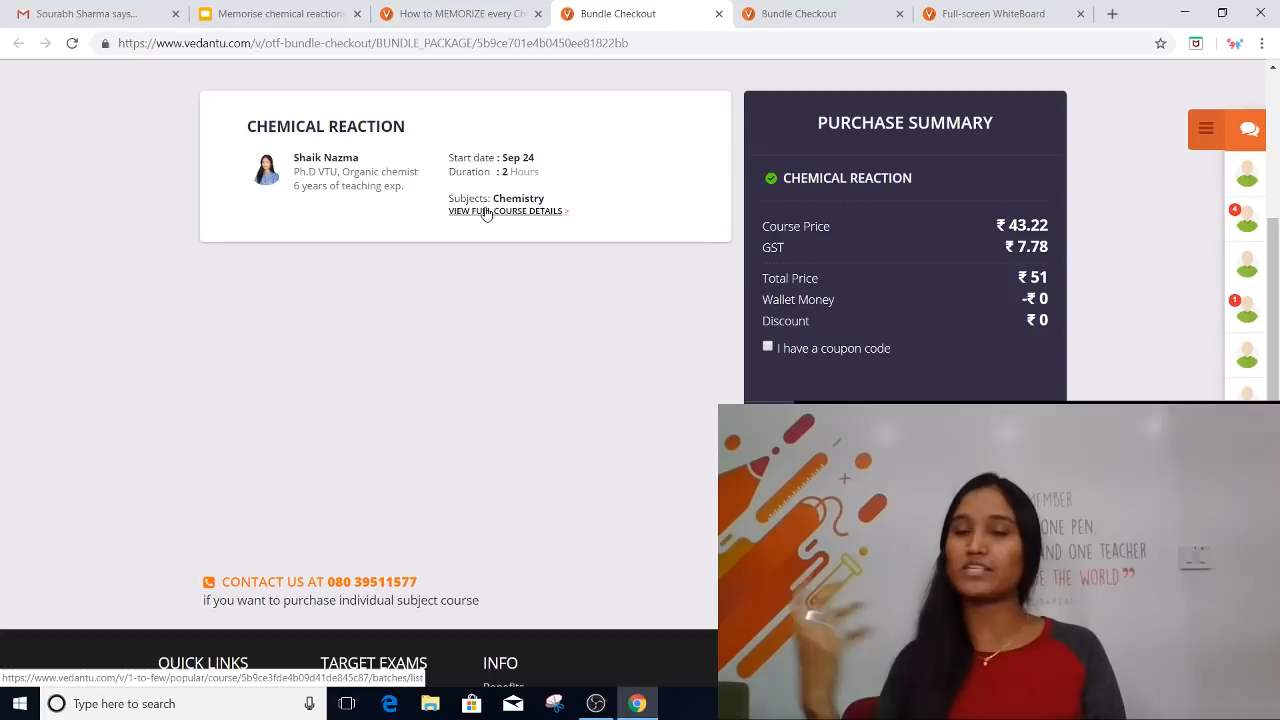 Sourabh Sharma says...
Memorise chemical reaction
How to MEMORIZE every Ch
Bundle Checkout
Bundle Checkout
Full-screen WhiteBoard
https://www.vedantu.com/v/otf-bundle-checkout/BUNDLE_PACKAGE/5b9ce701e4b0450ee81822bb
CHEMICAL REACTION
Shaik Nazma
Ph.D VTU, Organic chemist
6 years of teaching exp.
Start date : Sep 24
Duration : 2 Hours
Subjects: Chemistry
VIEW FULL COURSE DETAILS >
PURCHASE SUMMARY
CHEMICAL REACTION
Course Price ₹ 43.22
GST ₹ 7.78
Total Price ₹ 51
Wallet Money -₹ 0
Discount ₹ 0
I have a coupon code
4
1
MEMBER
ONE PEN,
AND ONE TEACHER
THE WORLD”
CONTACT US AT 080 39511577
if you want to purchase individual subject course
QUICK LINKS
TARGET EXAMS
INFO
Benefits
https://www.vedantu.com/v/1-to-few/popular/course/5b9ce3fde4b09d41de845c87/batches/list
Type here to search